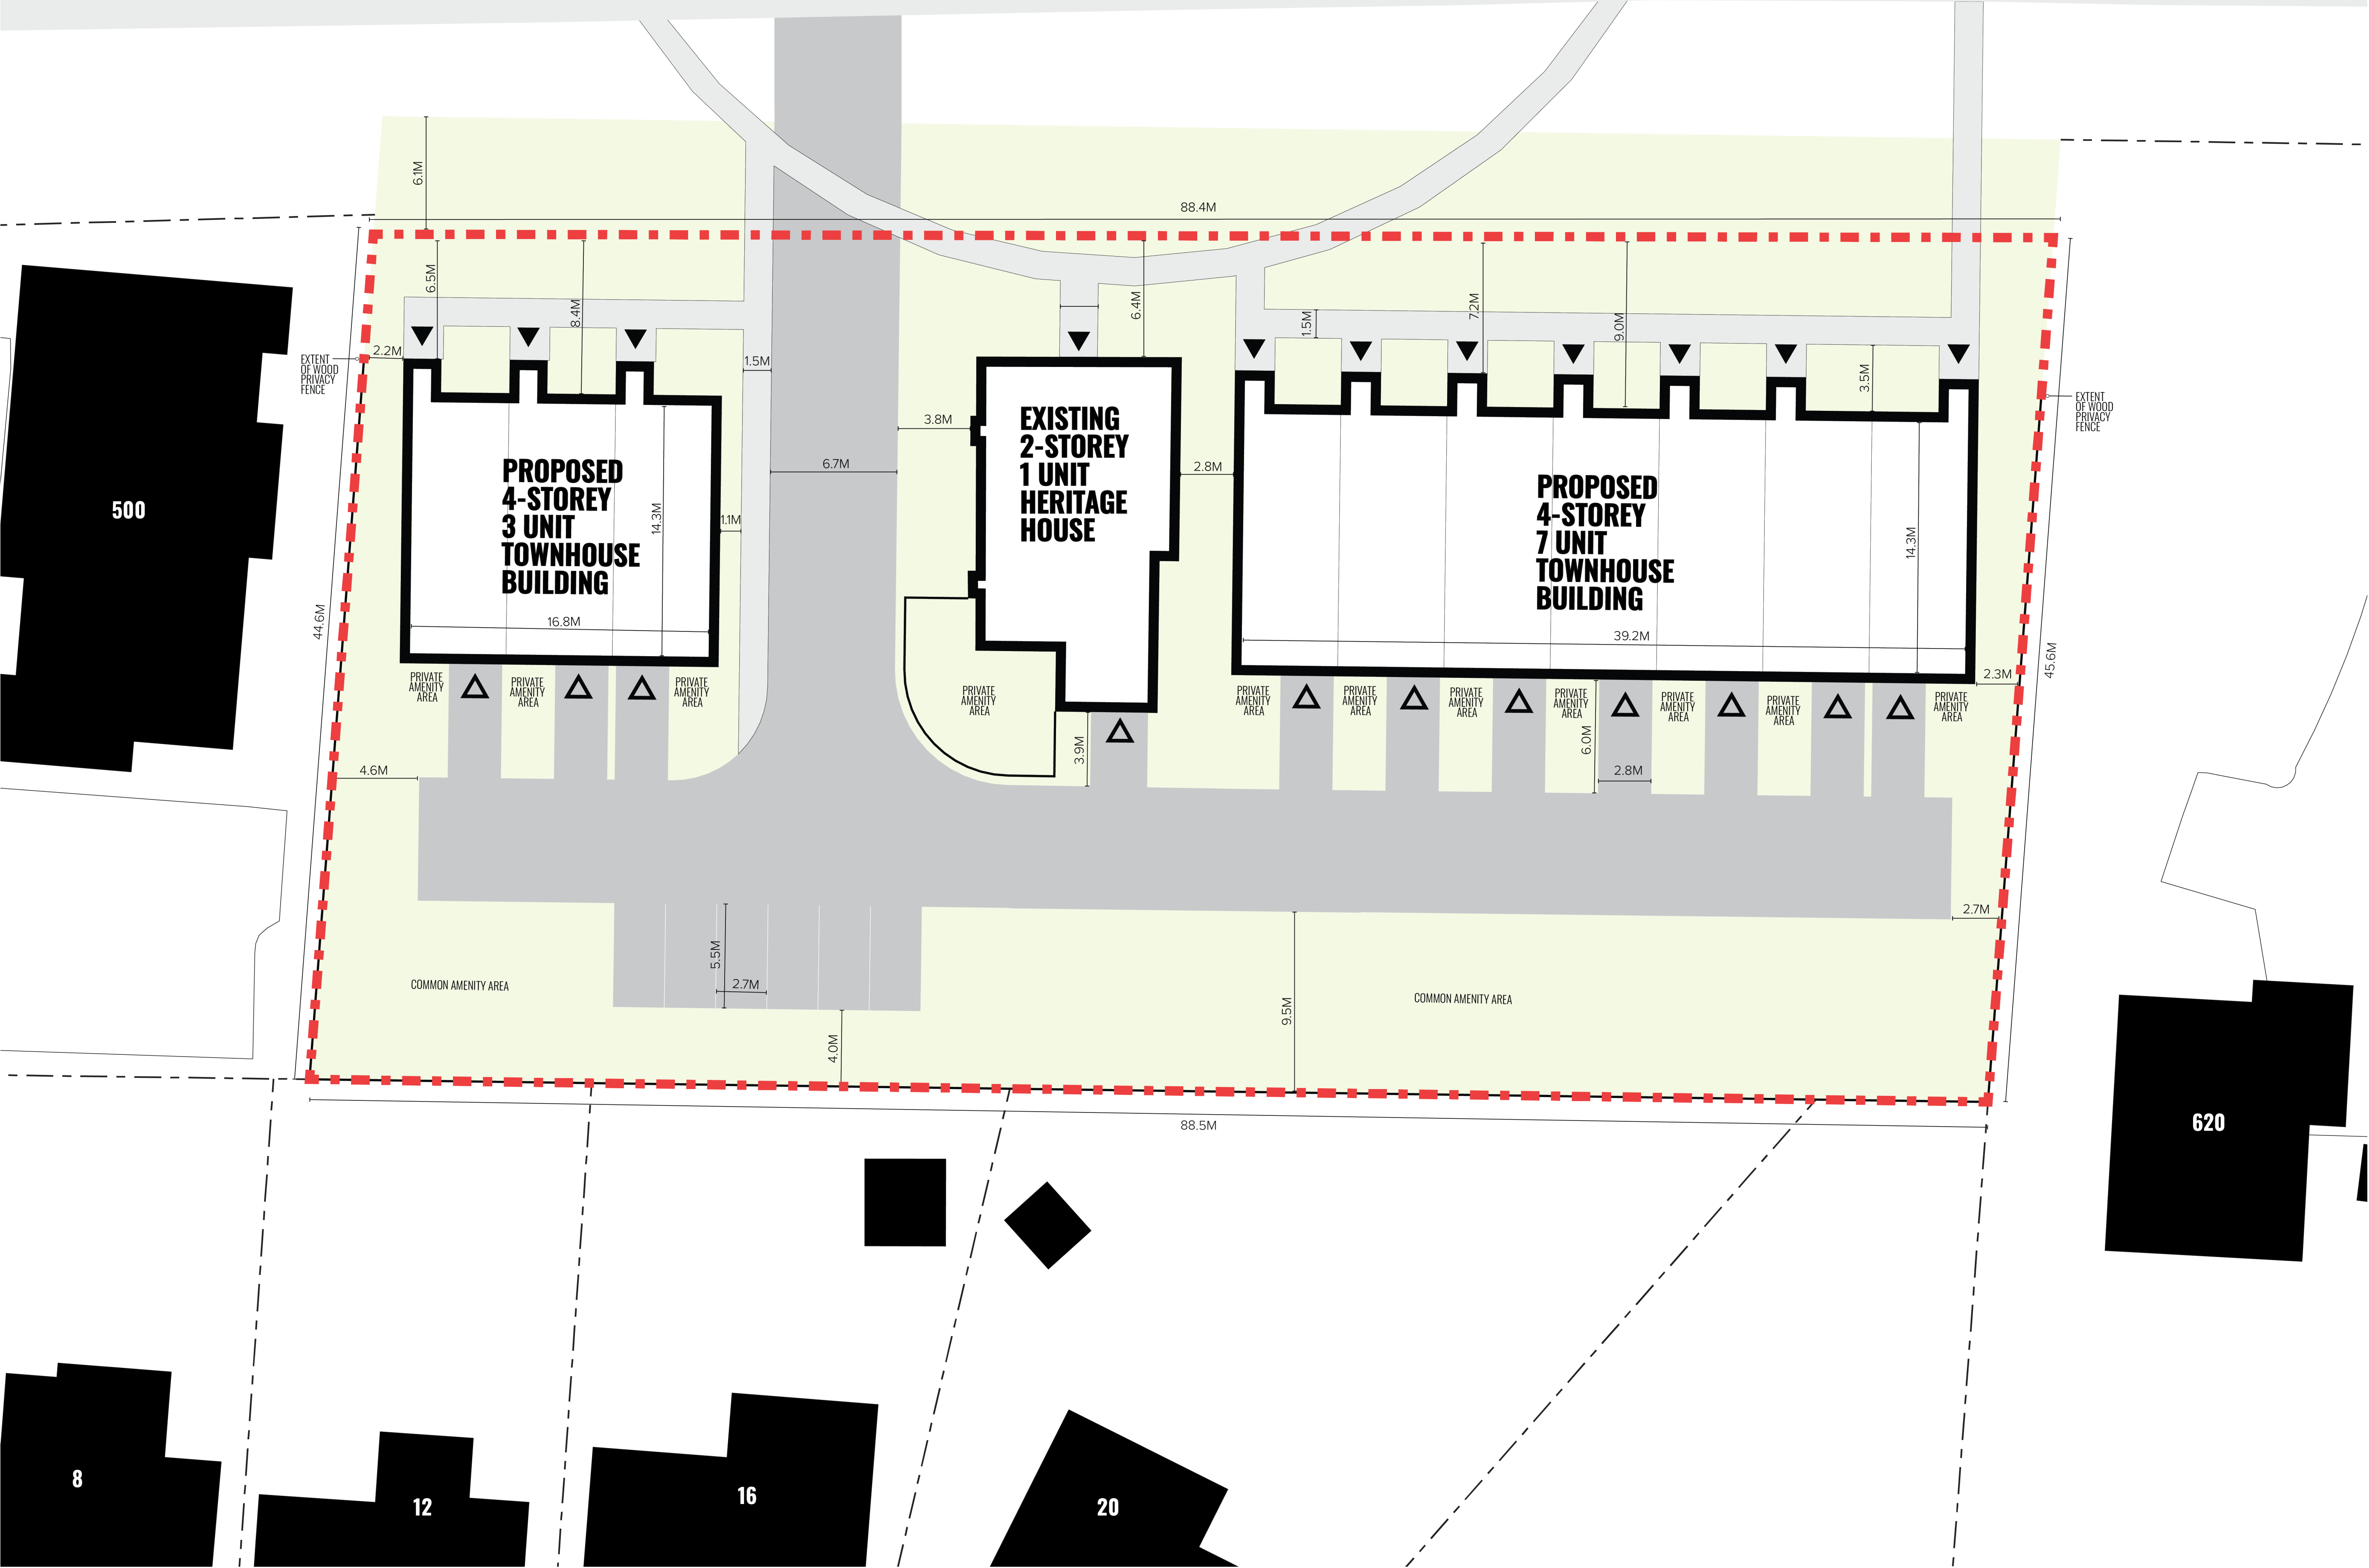 6.1M
88.4M
6.5M
8.4M
6.4M
7.2M
9.0M
1.5M
2.2M
1.5M
3.5M
EXTENT
OF WOOD
PRIVACY
FENCE
EXTENT
OF WOOD
PRIVACY
FENCE
500
PROPOSED
4-STOREY
3 UNIT
TOWNHOUSE
BUILDING
14.3M
16.8M
1.1M
6.7M
3.8M
EXISTING
2-STOREY
1 UNIT
HERITAGE
HOUSE
2.8M
PROPOSED
4-STOREY
7 UNIT
TOWNHOUSE
BUILDING
14.3M
39.2M
44.6M
45.6M
2.3M
PRIVATE
AMENITY
AREA
PRIVATE
AMENITY
AREA
PRIVATE
AMENITY
AREA
PRIVATE
AMENITY
AREA
PRIVATE
AMENITY
AREA
PRIVATE
AMENITY
AREA
PRIVATE
AMENITY
AREA
PRIVATE
AMENITY
AREA
PRIVATE
AMENITY
AREA
PRIVATE
AMENITY
AREA
PRIVATE
AMENITY
AREA
3.9M
6.0M
2.8M
4.6M
2.7M
5.5M
2.7M
COMMON AMENITY AREA
4.0M
9.5M
COMMON AMENITY AREA
88.5M
620
8
12
16
20